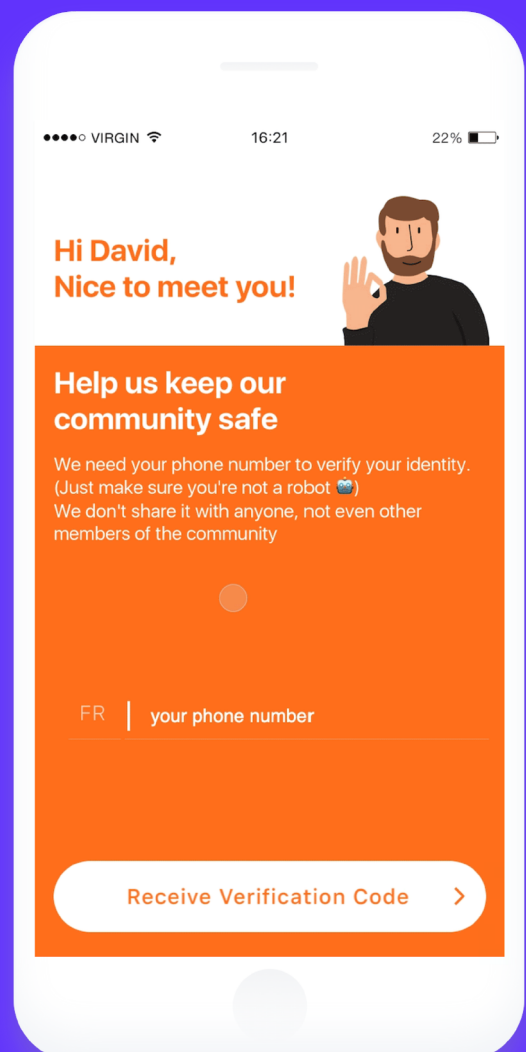 VIRGIN 16:21 22%
Hi David,
Nice to meet you!
Help us keep our
community safe
We need your phone number to verify your identity.
(Just make sure you're not a robot 🤖)
We don't share it with anyone, not even other
members of the community
FR your phone number
Receive Verification Code